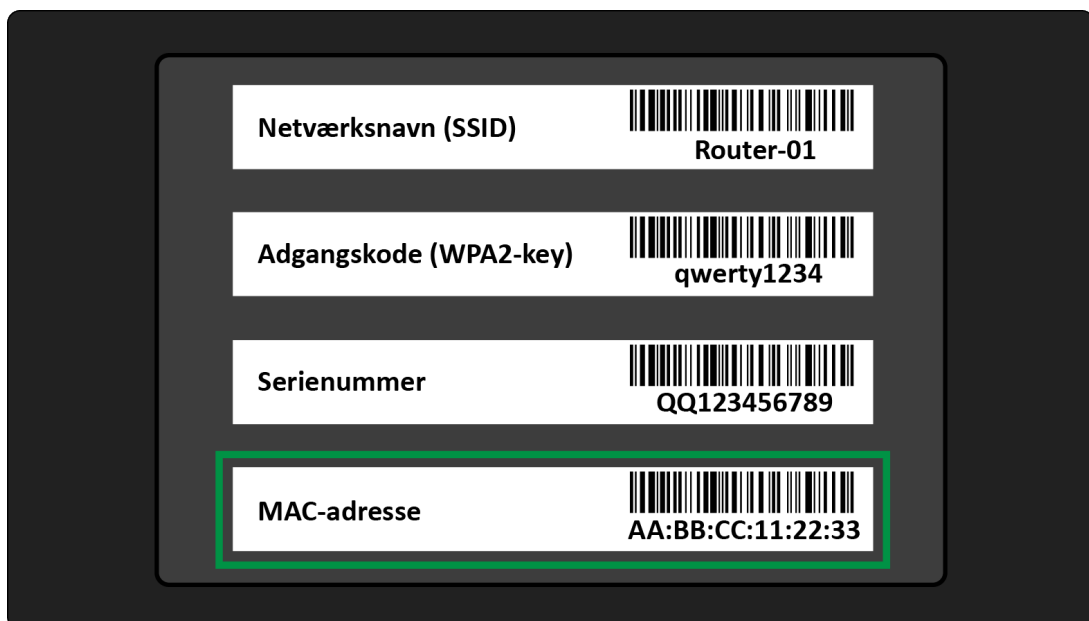 Netværksnavn (SSID)
Router-01
Adgangskode (WPA2-key)
qwerty1234
Serienummer
QQ123456789
MAC-adresse
AA:BB:CC:11:22:33